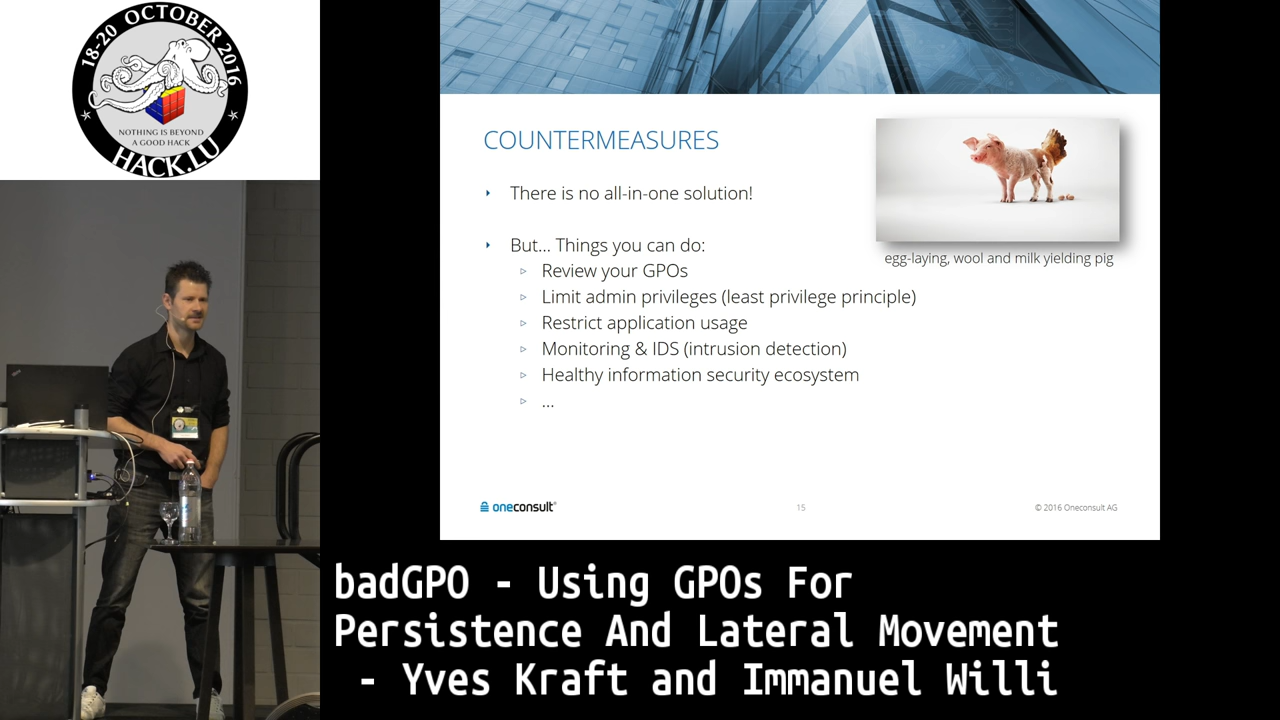 18-20 OCTOBER 2016
NOTHING IS BEYOND
A GOOD HACK
HACK.LU
COUNTERMEASURES
There is no all-in-one solution!
But... Things you can do:
Review your GPOs
Limit admin privileges (least privilege principle)
Restrict application usage
Monitoring & IDS (intrusion detection)
Healthy information security ecosystem
...
egg-laying, wool and milk yielding pig
oneconsult
15
© 2016 Oneconsult AG
badGPO - Using GPOs For
Persistence And Lateral Movement
- Yves Kraft and Immanuel Willi